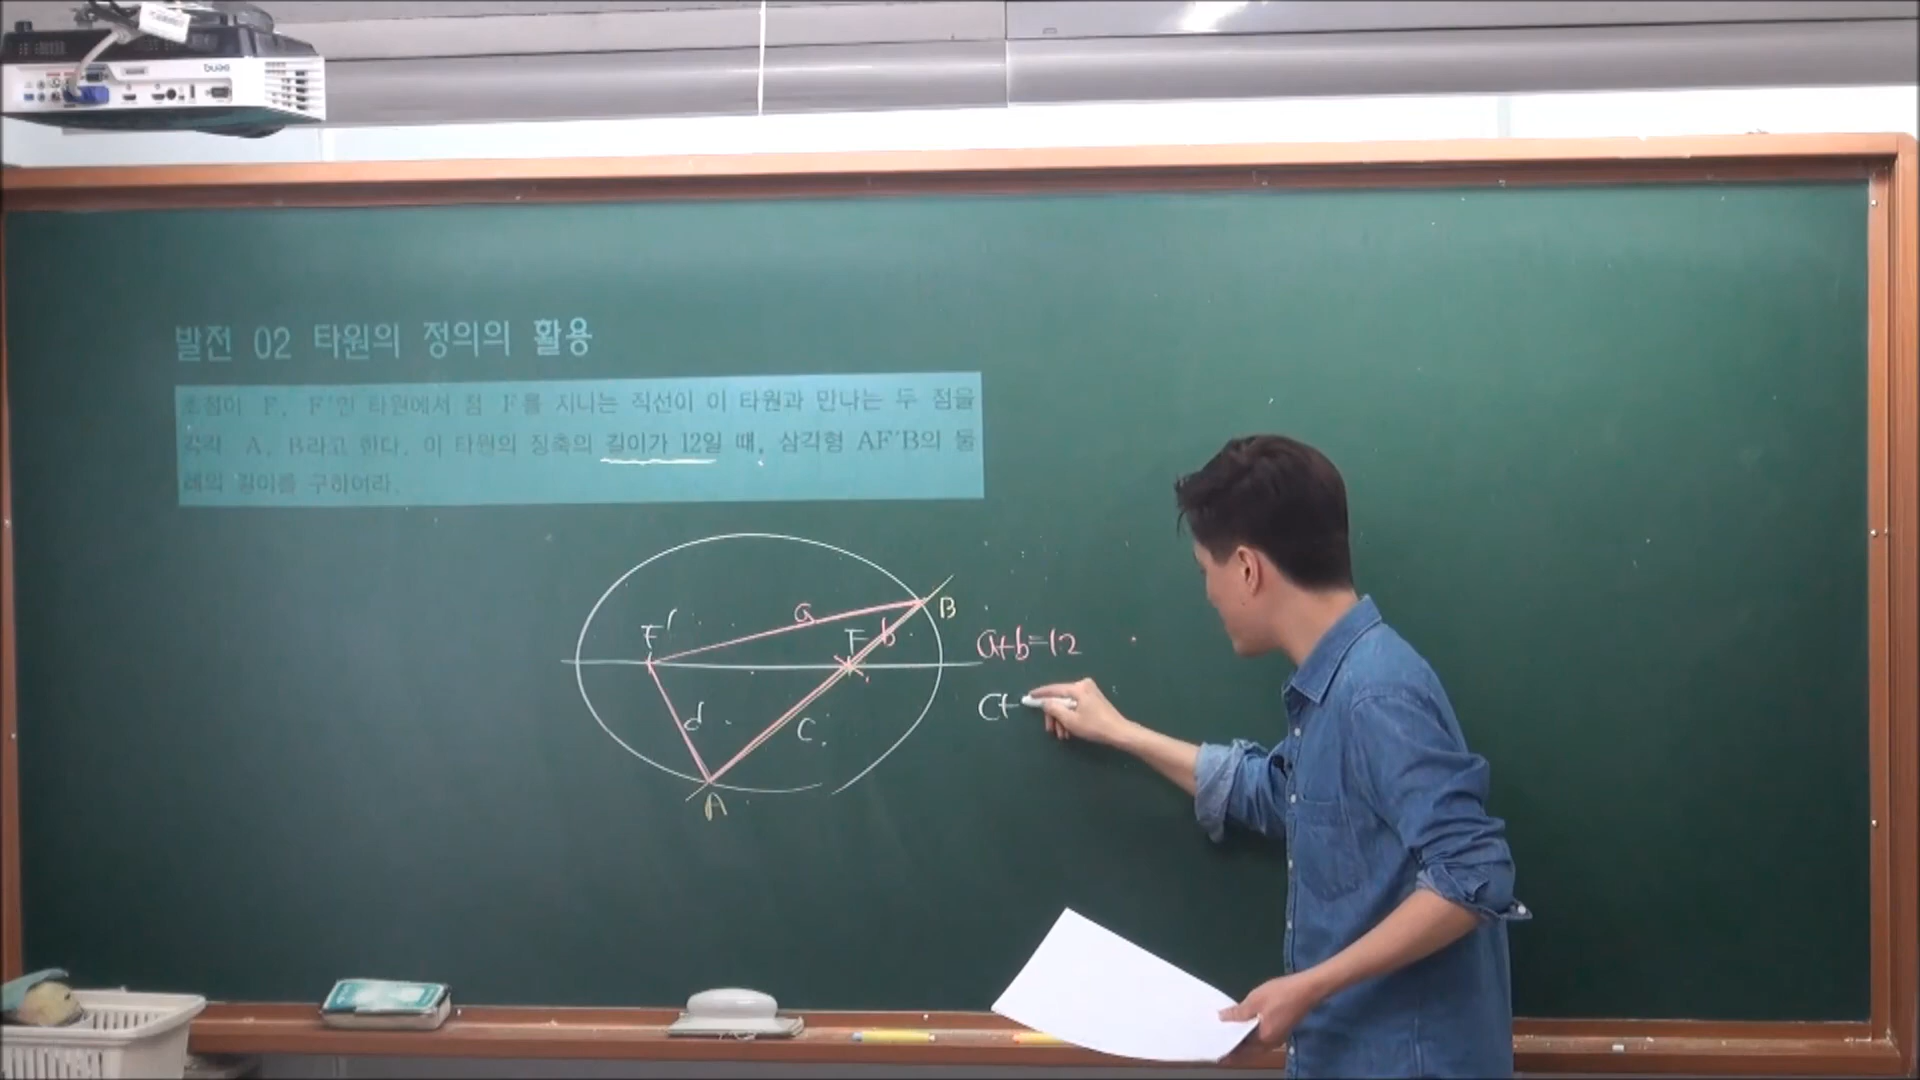 발전 02 타원의 정의의 활용
초점이 F, F'인 타원에서 점 F를 지나는 직선이 이 타원과 만나는 두 점을
각각 A, B라고 한다. 이 타원의 장축의 길이가 12일 때, 삼각형 AF'B의 둘
레의 길이를 구하여라.
a
B
F'
F
b
a+b=12
d
c
c+
A
BenQ